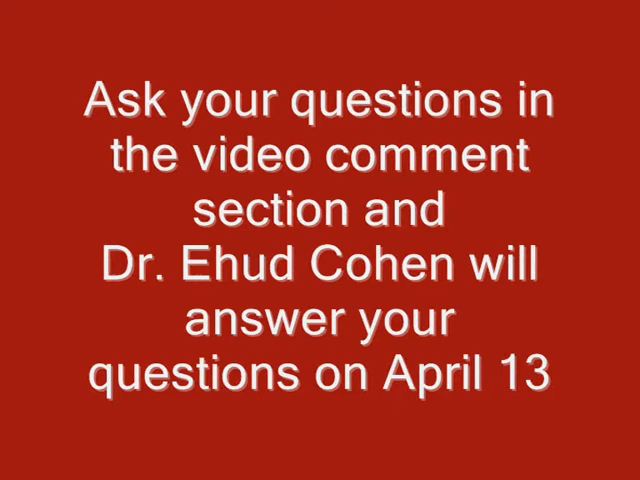 Ask your questions in
the video comment
section and
Dr. Ehud Cohen will
answer your
questions on April 13